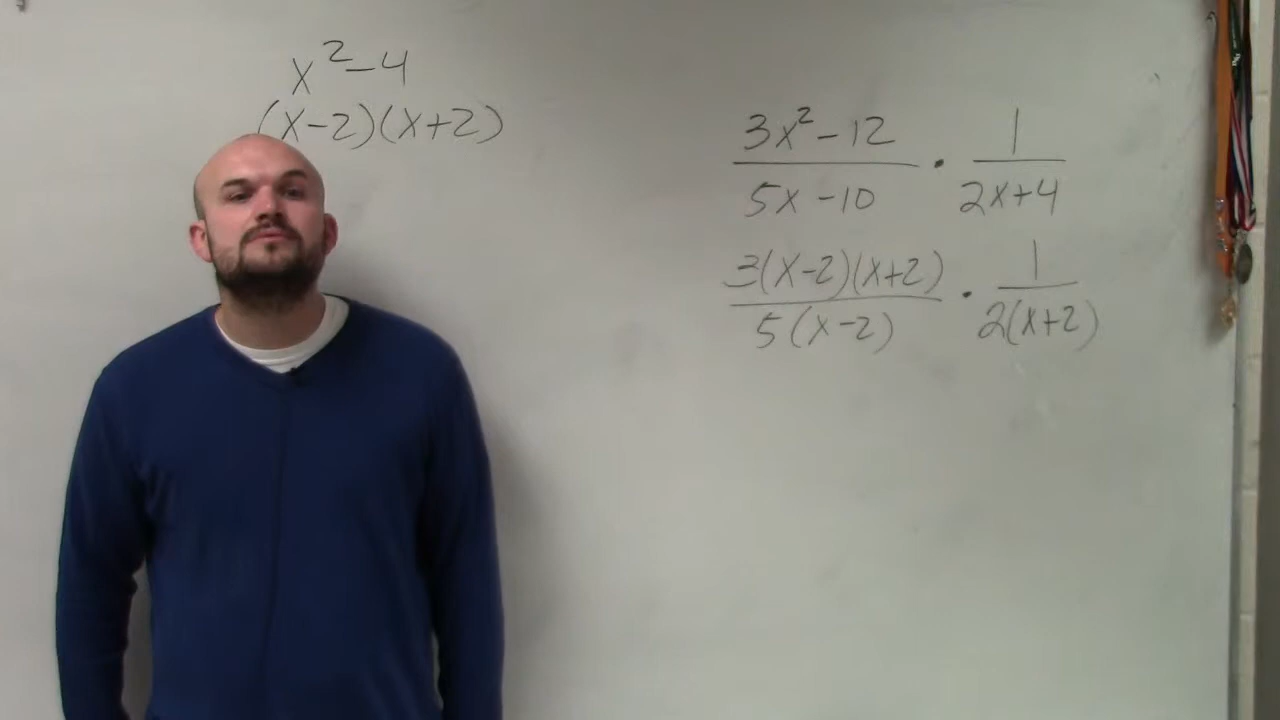 x² - 4
(x-2)(x+2)
3x² - 12 / 5x - 10 · 1 / 2x+4
3(x-2)(x+2) / 5(x-2) · 1 / 2(x+2)